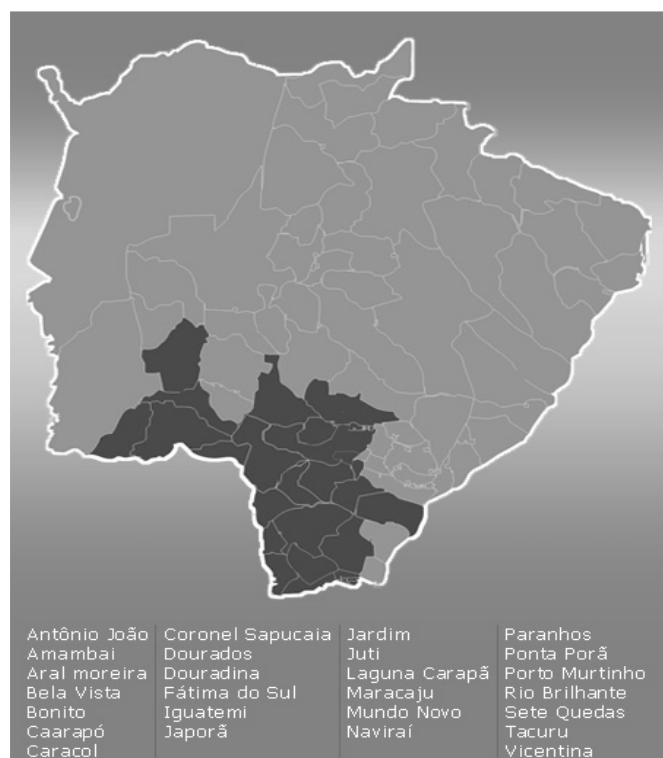 Antônio João
Amambai
Aral moreira
Bela Vista
Bonito
Caarapó
Caracol
Coronel Sapucaia
Dourados
Douradina
Fátima do Sul
Iguatemi
Japorã
Jardim
Juti
Laguna Carapã
Maracaju
Mundo Novo
Naviraí
Paranhos
Ponta Porã
Porto Murtinho
Rio Brilhante
Sete Quedas
Tacuru
Vicentina